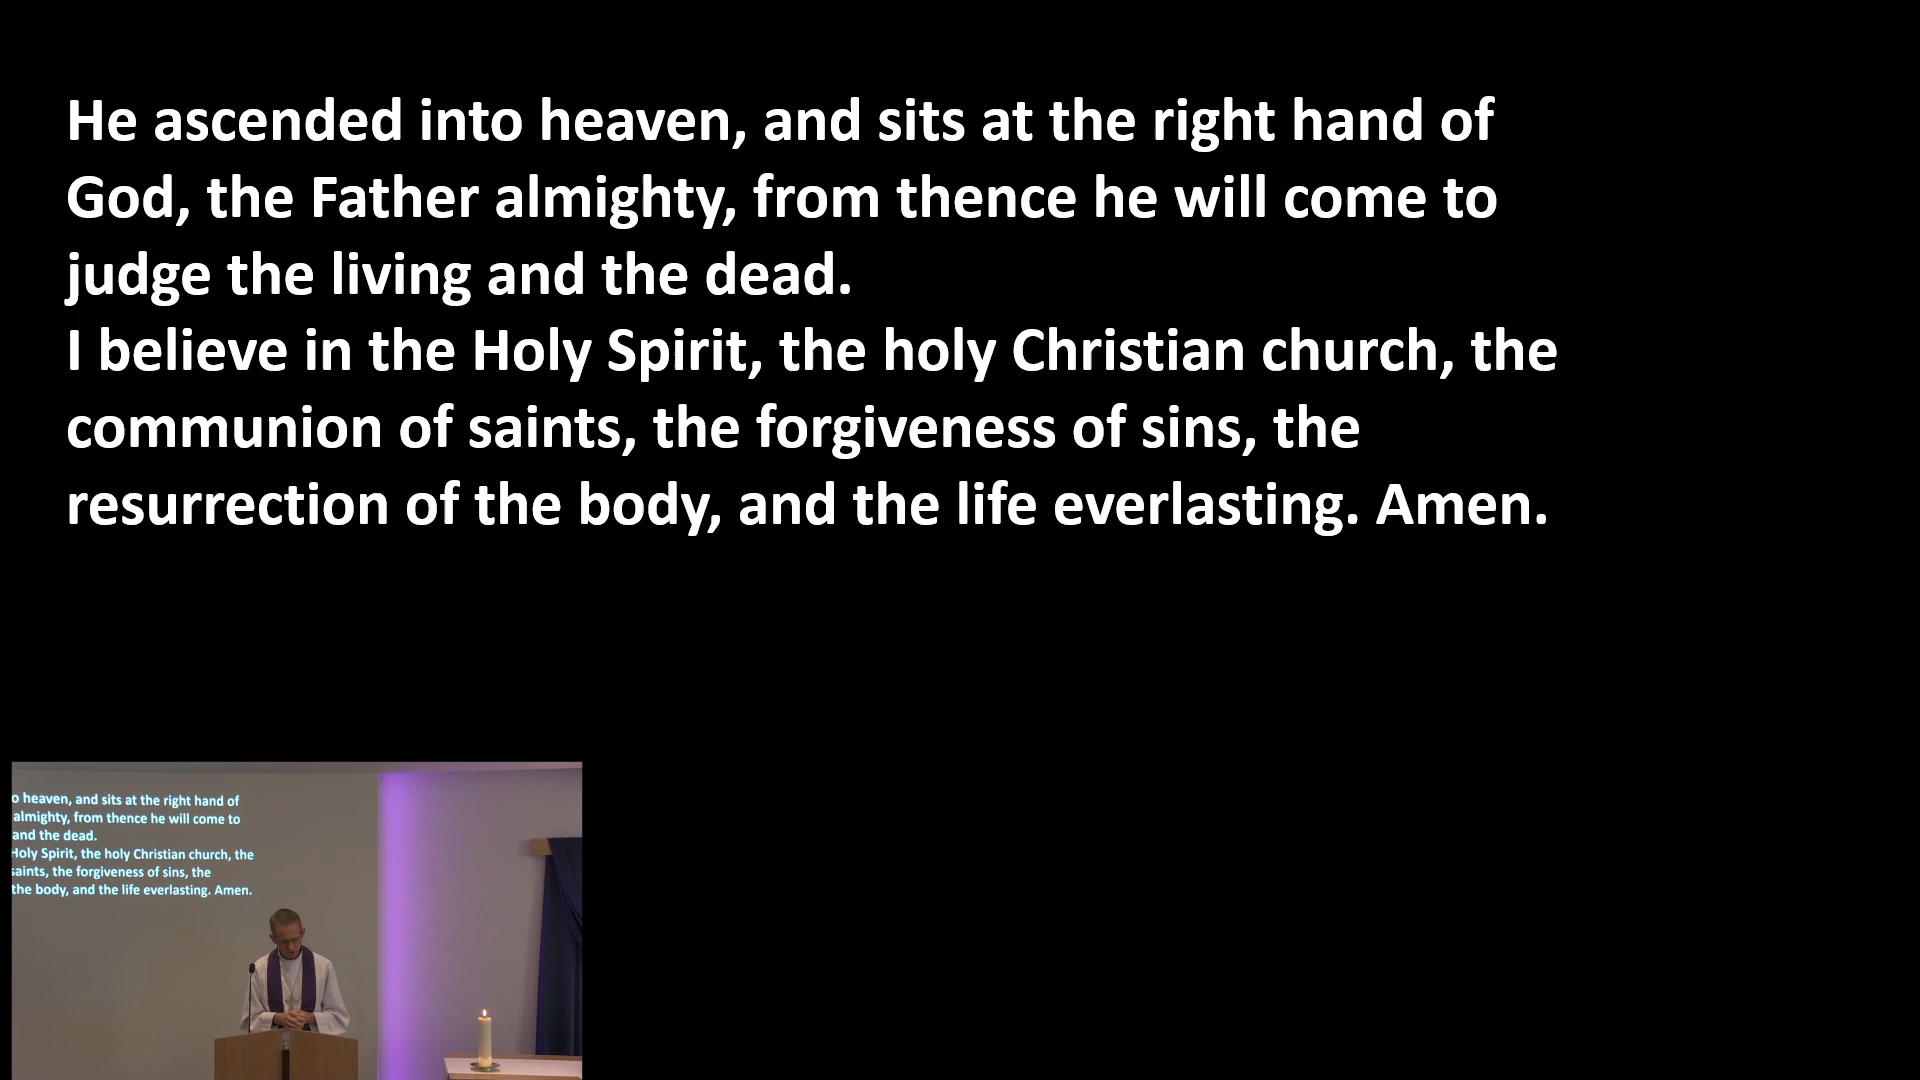 He ascended into heaven, and sits at the right hand of
God, the Father almighty, from thence he will come to
judge the living and the dead.
I believe in the Holy Spirit, the holy Christian church, the
communion of saints, the forgiveness of sins, the
resurrection of the body, and the life everlasting. Amen.
o heaven, and sits at the right hand of
almighty, from thence he will come to
and the dead.
Holy Spirit, the holy Christian church, the
saints, the forgiveness of sins, the
the body, and the life everlasting. Amen.